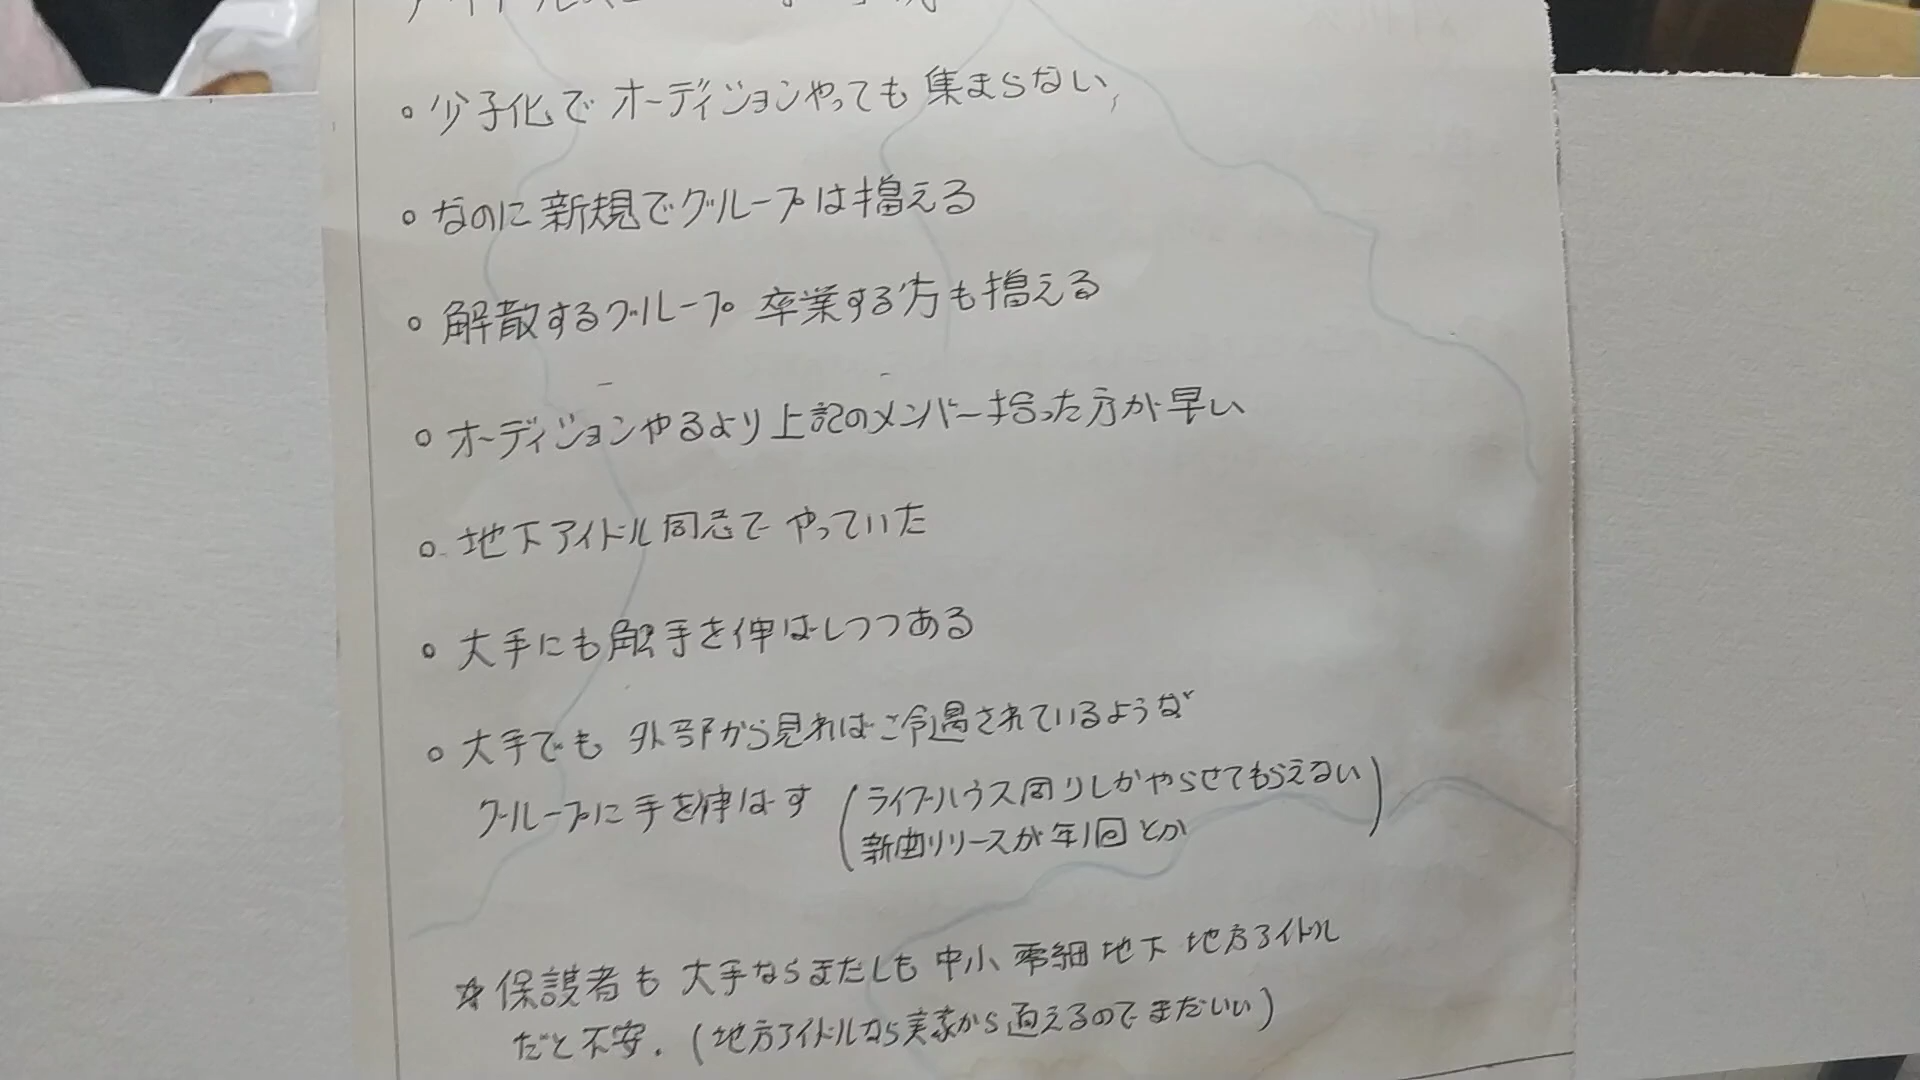 。少子化で オーディションやっても 集まらない、
。なのに 新規でグループは増える
。解散するグループ 卒業する方も増える
。オーディションやるより 上記のメンバー拾った方が早い
。地下アイドル同志で やっていた
。大手にも触手を伸ばしつつある
。大手でも 外部から見ればご冷遇されているような
グループに手を伸ばす (ライブハウス回りしかやらせてもらえない
新曲リリースが年1回とか)
☆保護者も 大手ならまだしも 中小 零細 地下 地方アイドル
だと不安。(地方アイドルなら実家から通えるのでまだいい)